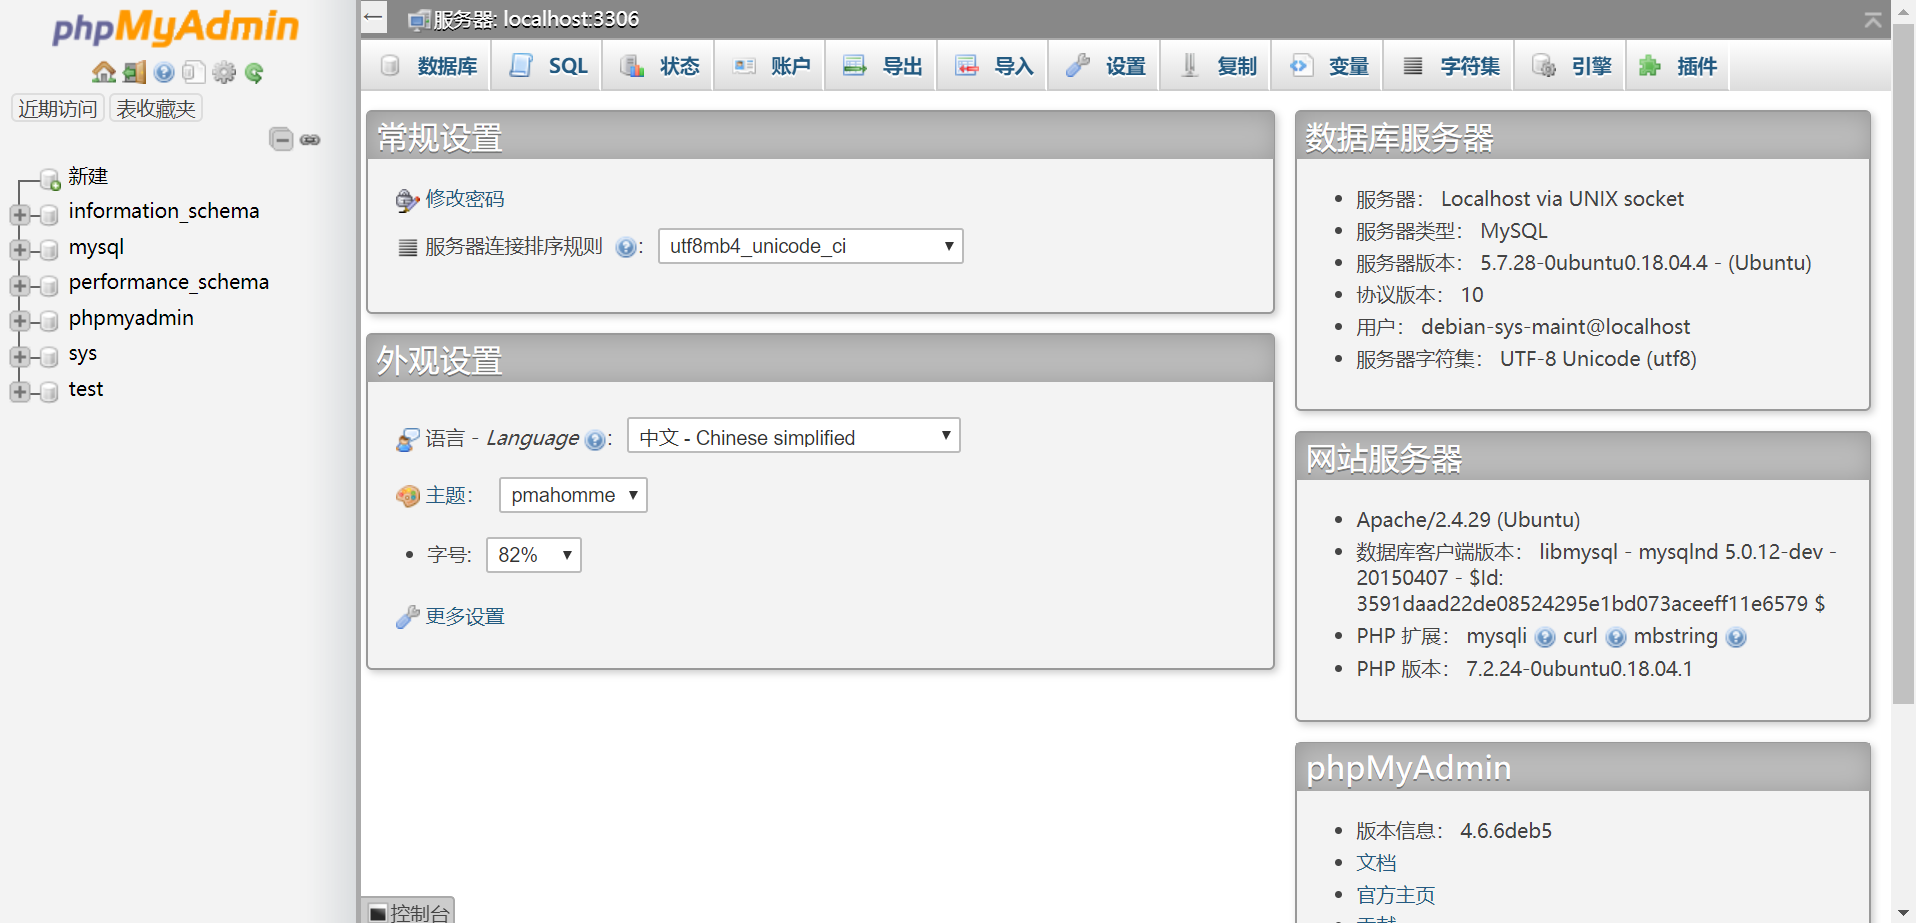 phpMyAdmin
近期访问 表收藏夹
新建
information_schema
mysql
performance_schema
phpmyadmin
sys
test
服务器: localhost:3306
数据库 SQL 状态 账户 导出 导入 设置 复制 变量 字符集 引擎 插件
常规设置
修改密码
服务器连接排序规则 : utf8mb4_unicode_ci
外观设置
语言 - Language : 中文 - Chinese simplified
主题: pmahomme
字号: 82%
更多设置
数据库服务器
服务器: Localhost via UNIX socket
服务器类型: MySQL
服务器版本: 5.7.28-0ubuntu0.18.04.4 - (Ubuntu)
协议版本: 10
用户: debian-sys-maint@localhost
服务器字符集: UTF-8 Unicode (utf8)
网站服务器
Apache/2.4.29 (Ubuntu)
数据库客户端版本: libmysql - mysqlnd 5.0.12-dev -
20150407 - $Id:
3591daad22de08524295e1bd073aceeff11e6579 $
PHP 扩展: mysqli curl mbstring
PHP 版本: 7.2.24-0ubuntu0.18.04.1
phpMyAdmin
版本信息: 4.6.6deb5
文档
官方主页
控制台